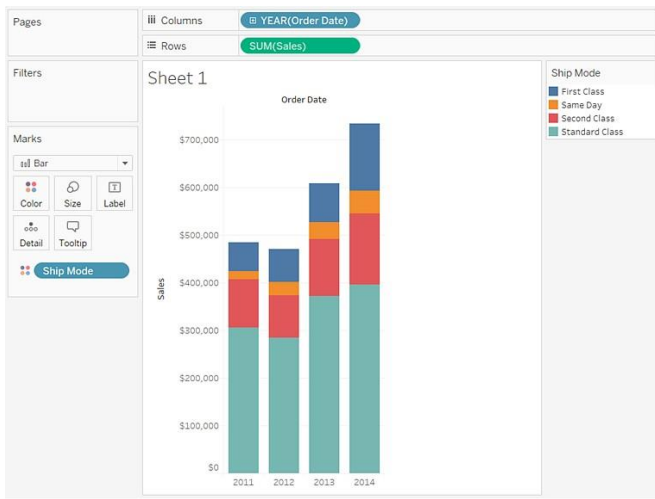 Pages
Columns
YEAR(Order Date)
Rows
SUM(Sales)
Filters
Marks
Bar
Color
Size
Label
Detail
Tooltip
Ship Mode
Sheet 1
Order Date
Sales
$700,000
$600,000
$500,000
$400,000
$300,000
$200,000
$100,000
$0
2011 2012 2013 2014
Ship Mode
First Class
Same Day
Second Class
Standard Class